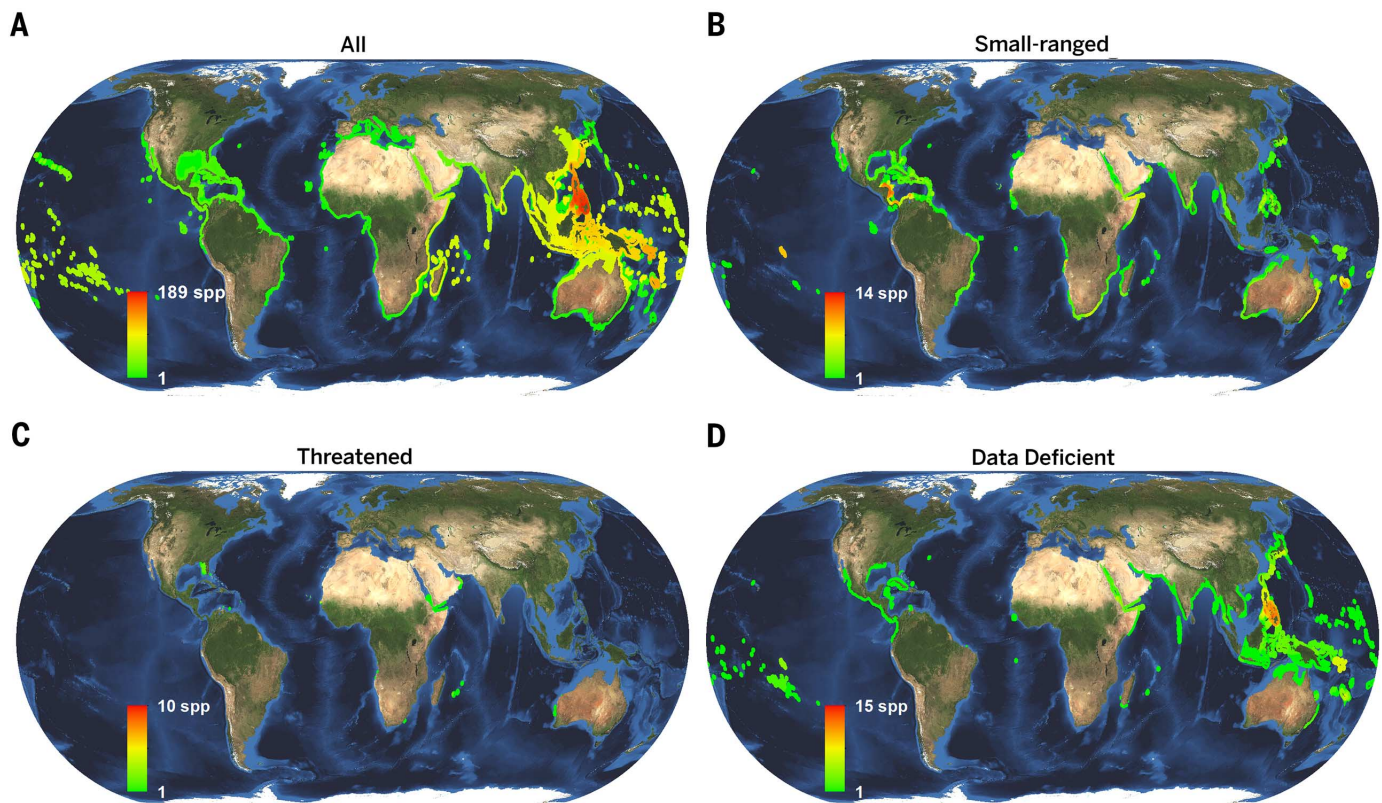 A
All
189 spp
1
B
Small-ranged
14 spp
1
C
Threatened
10 spp
1
D
Data Deficient
15 spp
1